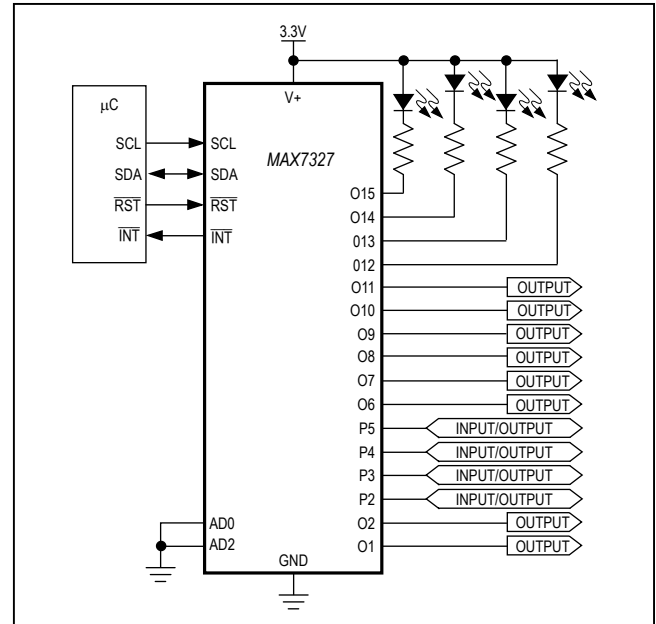 3.3V
μC
SCL
SDA
RST
INT
V+
MAX7327
SCL
SDA
RST
INT
AD0
AD2
GND
O15
O14
013
012
O11 OUTPUT
O10 OUTPUT
O9 OUTPUT
O8 OUTPUT
O7 OUTPUT
O6 OUTPUT
P5 INPUT/OUTPUT
P4 INPUT/OUTPUT
P3 INPUT/OUTPUT
P2 INPUT/OUTPUT
O2 OUTPUT
O1 OUTPUT